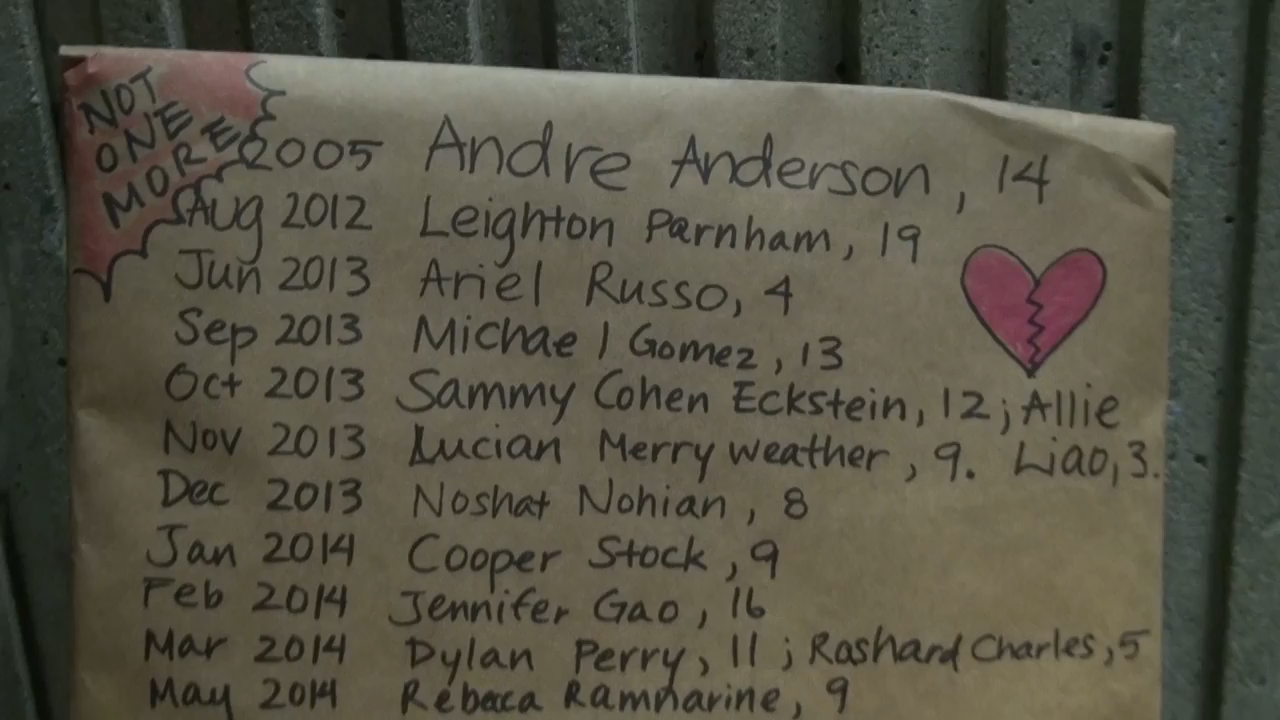 NOT
ONE
MORE
2005 Andre Anderson, 14
Aug 2012 Leighton Parnham, 19
Jun 2013 Ariel Russo, 4
Sep 2013 Michael Gomez, 13
Oct 2013 Sammy Cohen Eckstein, 12; Allie
Nov 2013 Lucian Merryweather, 9. Liao, 3.
Dec 2013 Noshat Nohian, 8
Jan 2014 Cooper Stock, 9
Feb 2014 Jennifer Gao, 16
Mar 2014 Dylan Perry, 11; Rashard Charles, 5
May 2014 Rebeca Ramnarine, 9